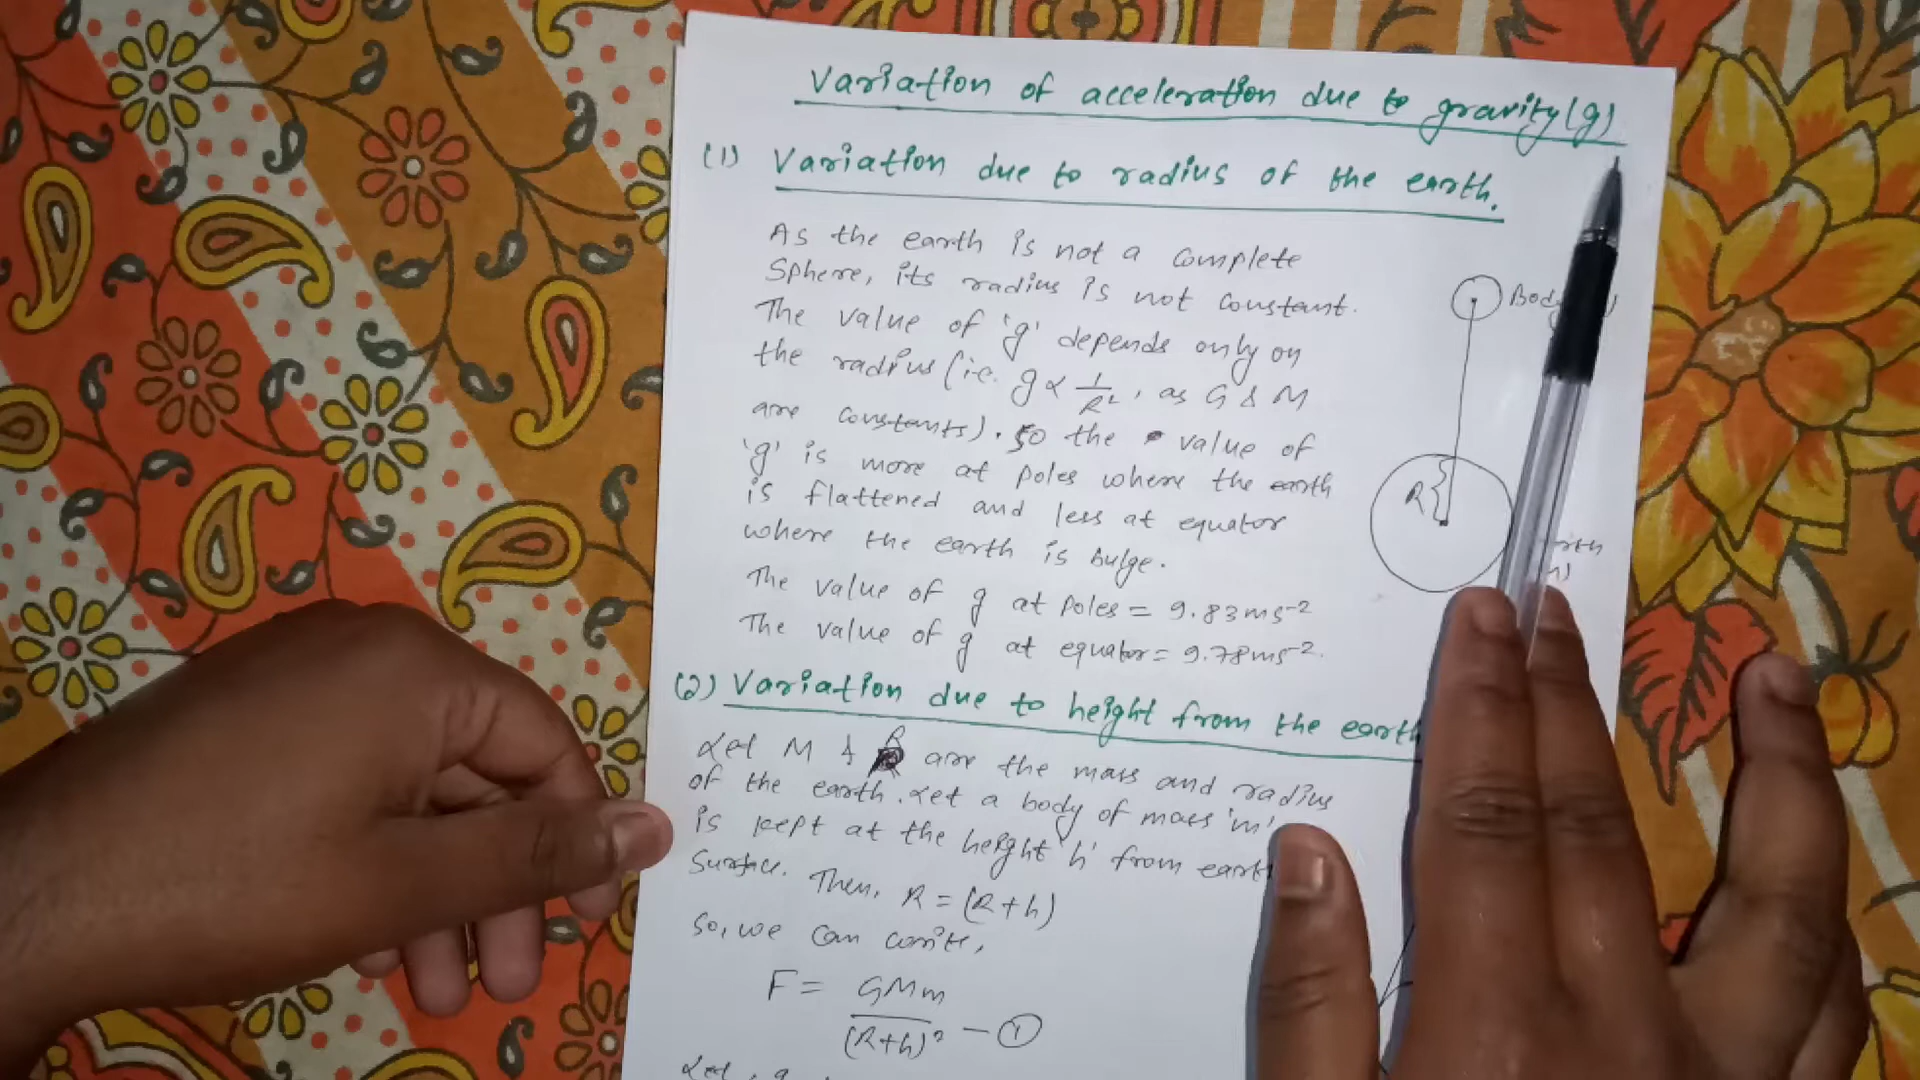 Variation of acceleration due to gravity(g)
(1) Variation due to radius of the earth.
As the earth is not a complete
Sphere, its radius is not constant.
The value of 'g' depends only on
the radius (i.e. g ∝ 1/R², as G & M
are constants). So the value of
'g' is more at poles where the earth
is flattened and less at equator
where the earth is bulge.
The value of g at poles = 9.83ms⁻²
The value of g at equator = 9.78ms⁻².
R
(2) Variation due to height from the earth
Let M & R are the mass and radius
of the earth. Let a body of mass 'm'
is kept at the height 'h' from earth
Surface. Then, R = (R+h)
So, we can write,
F = GMm/(R+h)² — ①
Let,